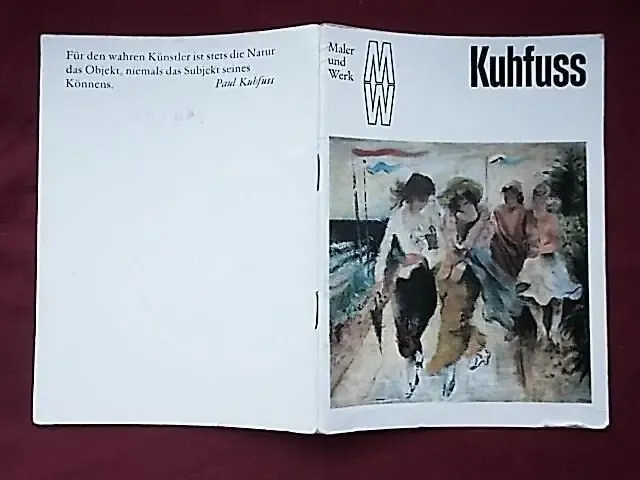 Für den wahren Künstler ist stets die Natur
das Objekt, niemals das Subjekt seines
Könnens. Paul Kuhfuss
Maler
und
Werk
MW
Kuhfuss